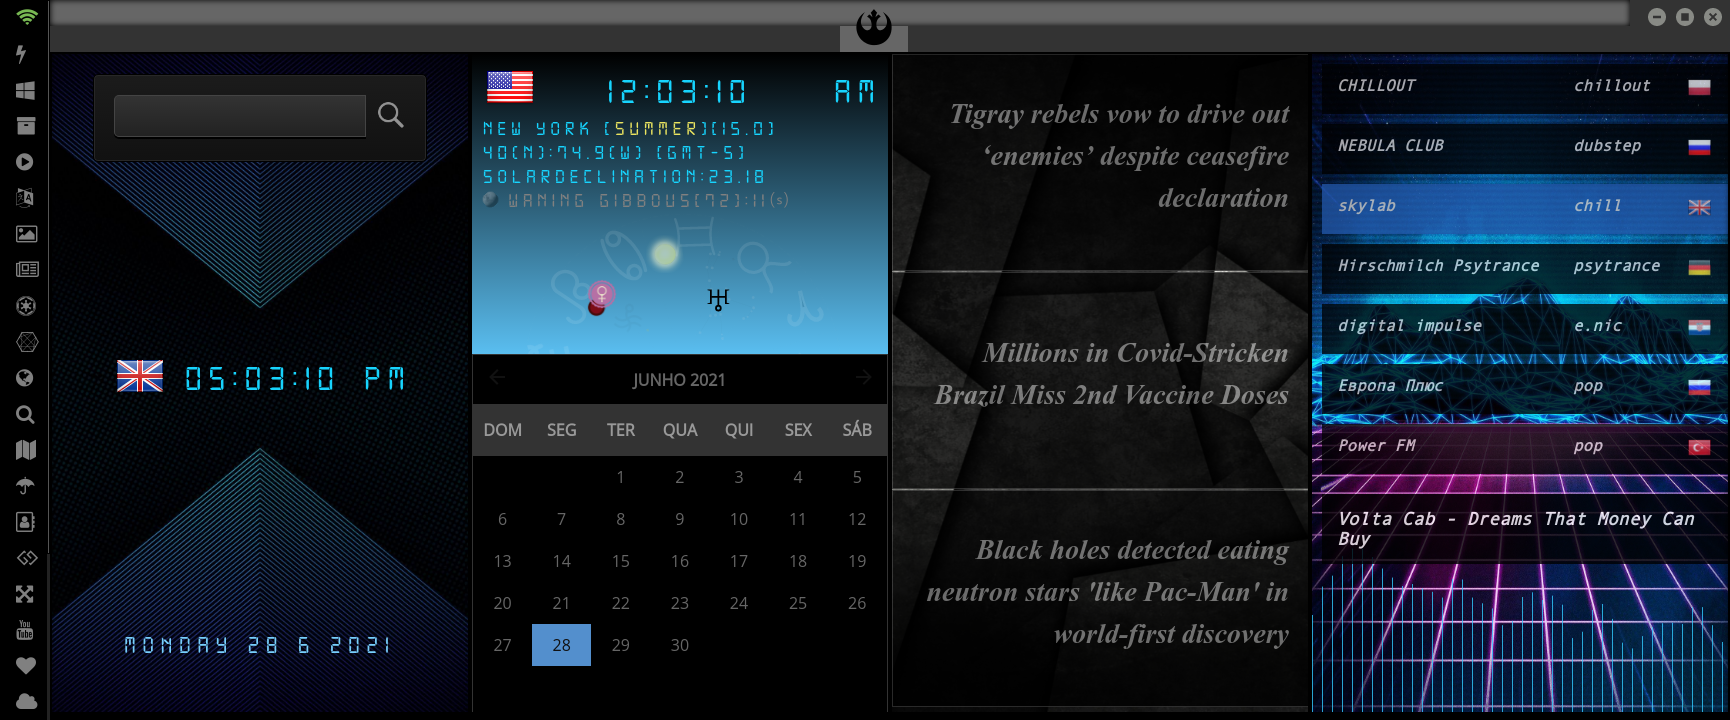 05:03:10 PM
MONDAY 28 6 2021
12:03:10 AM
NEW YORK (SUMMER)(15.0)
40(N):74.9(W) (GMT-5)
SOLARDECLINATION:23.18
WANING GIBBOUS(72):11(s)
JUNHO 2021
DOM SEG TER QUA QUI SEX SÁB
1 2 3 4 5
6 7 8 9 10 11 12
13 14 15 16 17 18 19
20 21 22 23 24 25 26
27 28 29 30
Tigray rebels vow to drive out
‘enemies’ despite ceasefire
declaration
Millions in Covid-Stricken
Brazil Miss 2nd Vaccine Doses
Black holes detected eating
neutron stars 'like Pac-Man' in
world-first discovery
CHILLOUT chillout
NEBULA CLUB dubstep
skylab chill
Hirschmilch Psytrance psytrance
digital impulse e.nic
Европа Плюс pop
Power FM pop
Volta Cab - Dreams That Money Can
Buy
You
Tube